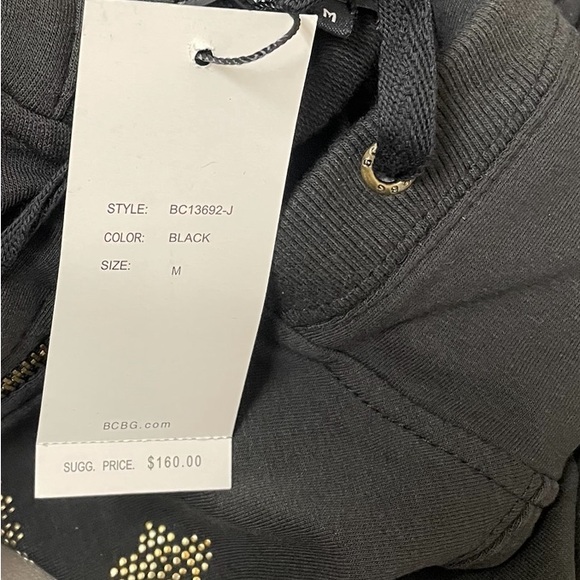 M
STYLE: BC13692-J
COLOR: BLACK
SIZE: M
BCBG.com
SUGG. PRICE. $160.00